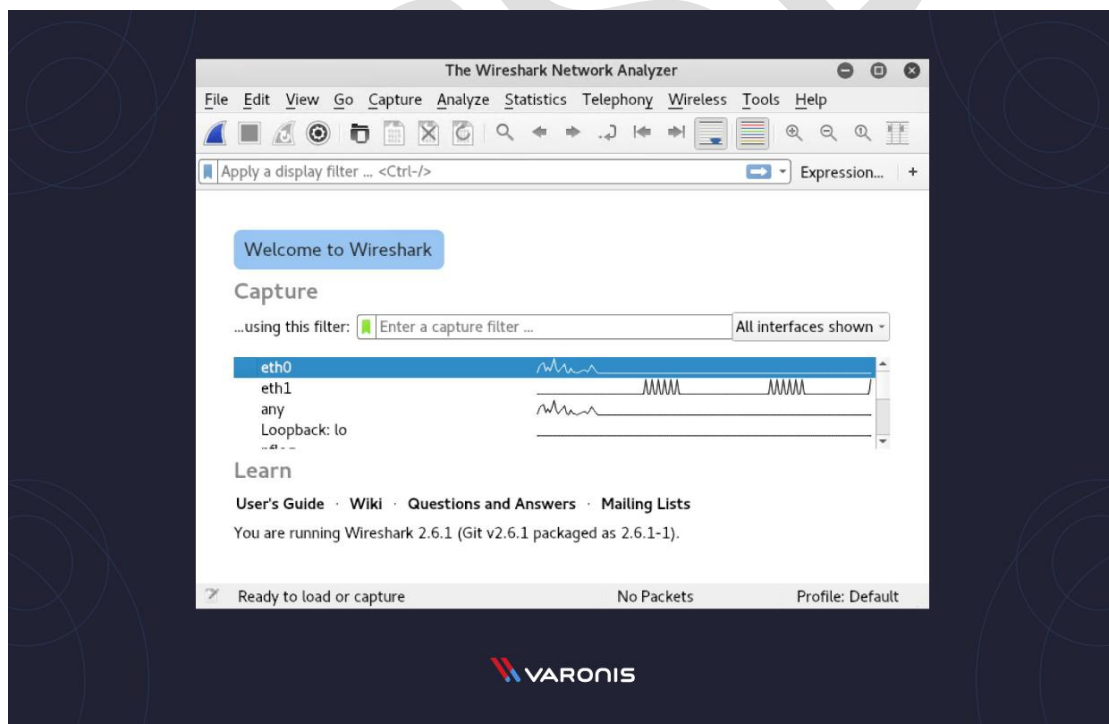 The Wireshark Network Analyzer
File Edit View Go Capture Analyze Statistics Telephony Wireless Tools Help
Apply a display filter ... <Ctrl-/> Expression... +
Welcome to Wireshark
Capture
...using this filter: Enter a capture filter ... All interfaces shown
eth0
eth1
any
Loopback: lo
Learn
User's Guide · Wiki · Questions and Answers · Mailing Lists
You are running Wireshark 2.6.1 (Git v2.6.1 packaged as 2.6.1-1).
Ready to load or capture No Packets Profile: Default
VARONIS